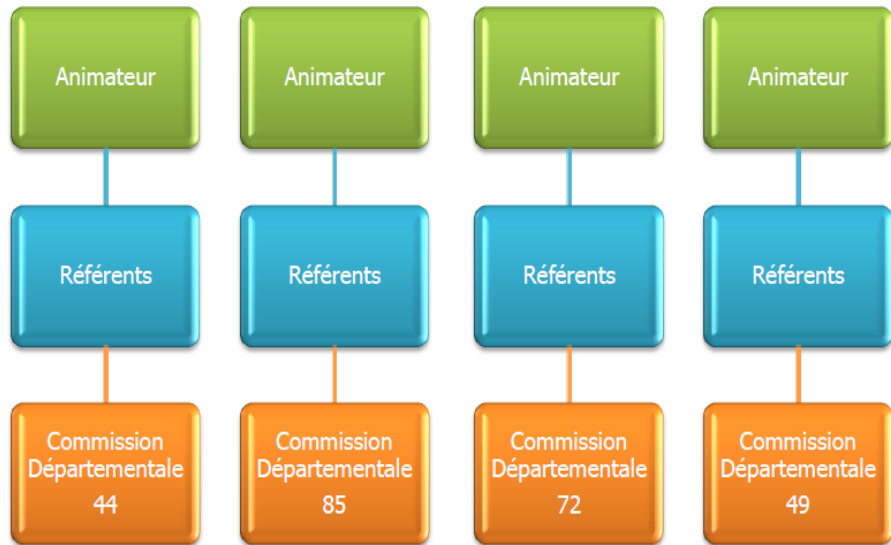 Animateur
Animateur
Animateur
Animateur
Référents
Référents
Référents
Référents
Commission
Départementale
44
Commission
Départementale
85
Commission
Départementale
72
Commission
Départementale
49